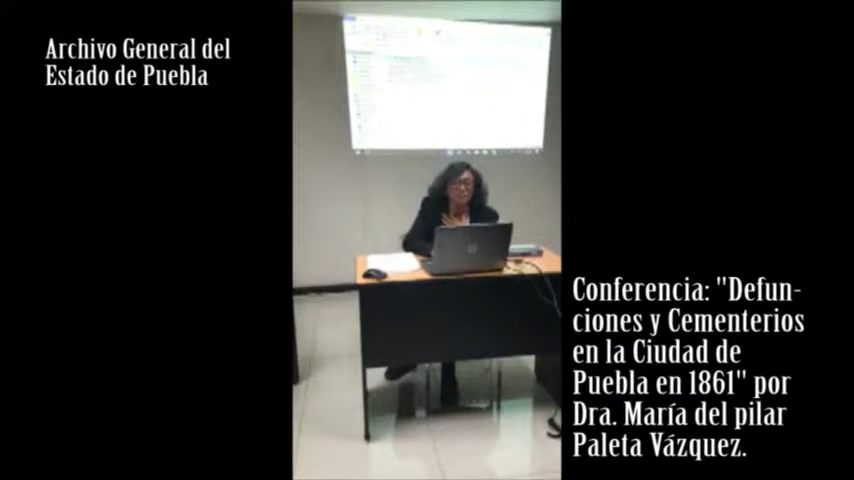 Archivo General del
Estado de Puebla
Conferencia: "Defun-
ciones y Cementerios
en la Ciudad de
Puebla en 1861" por
Dra. María del pilar
Paleta Vázquez.